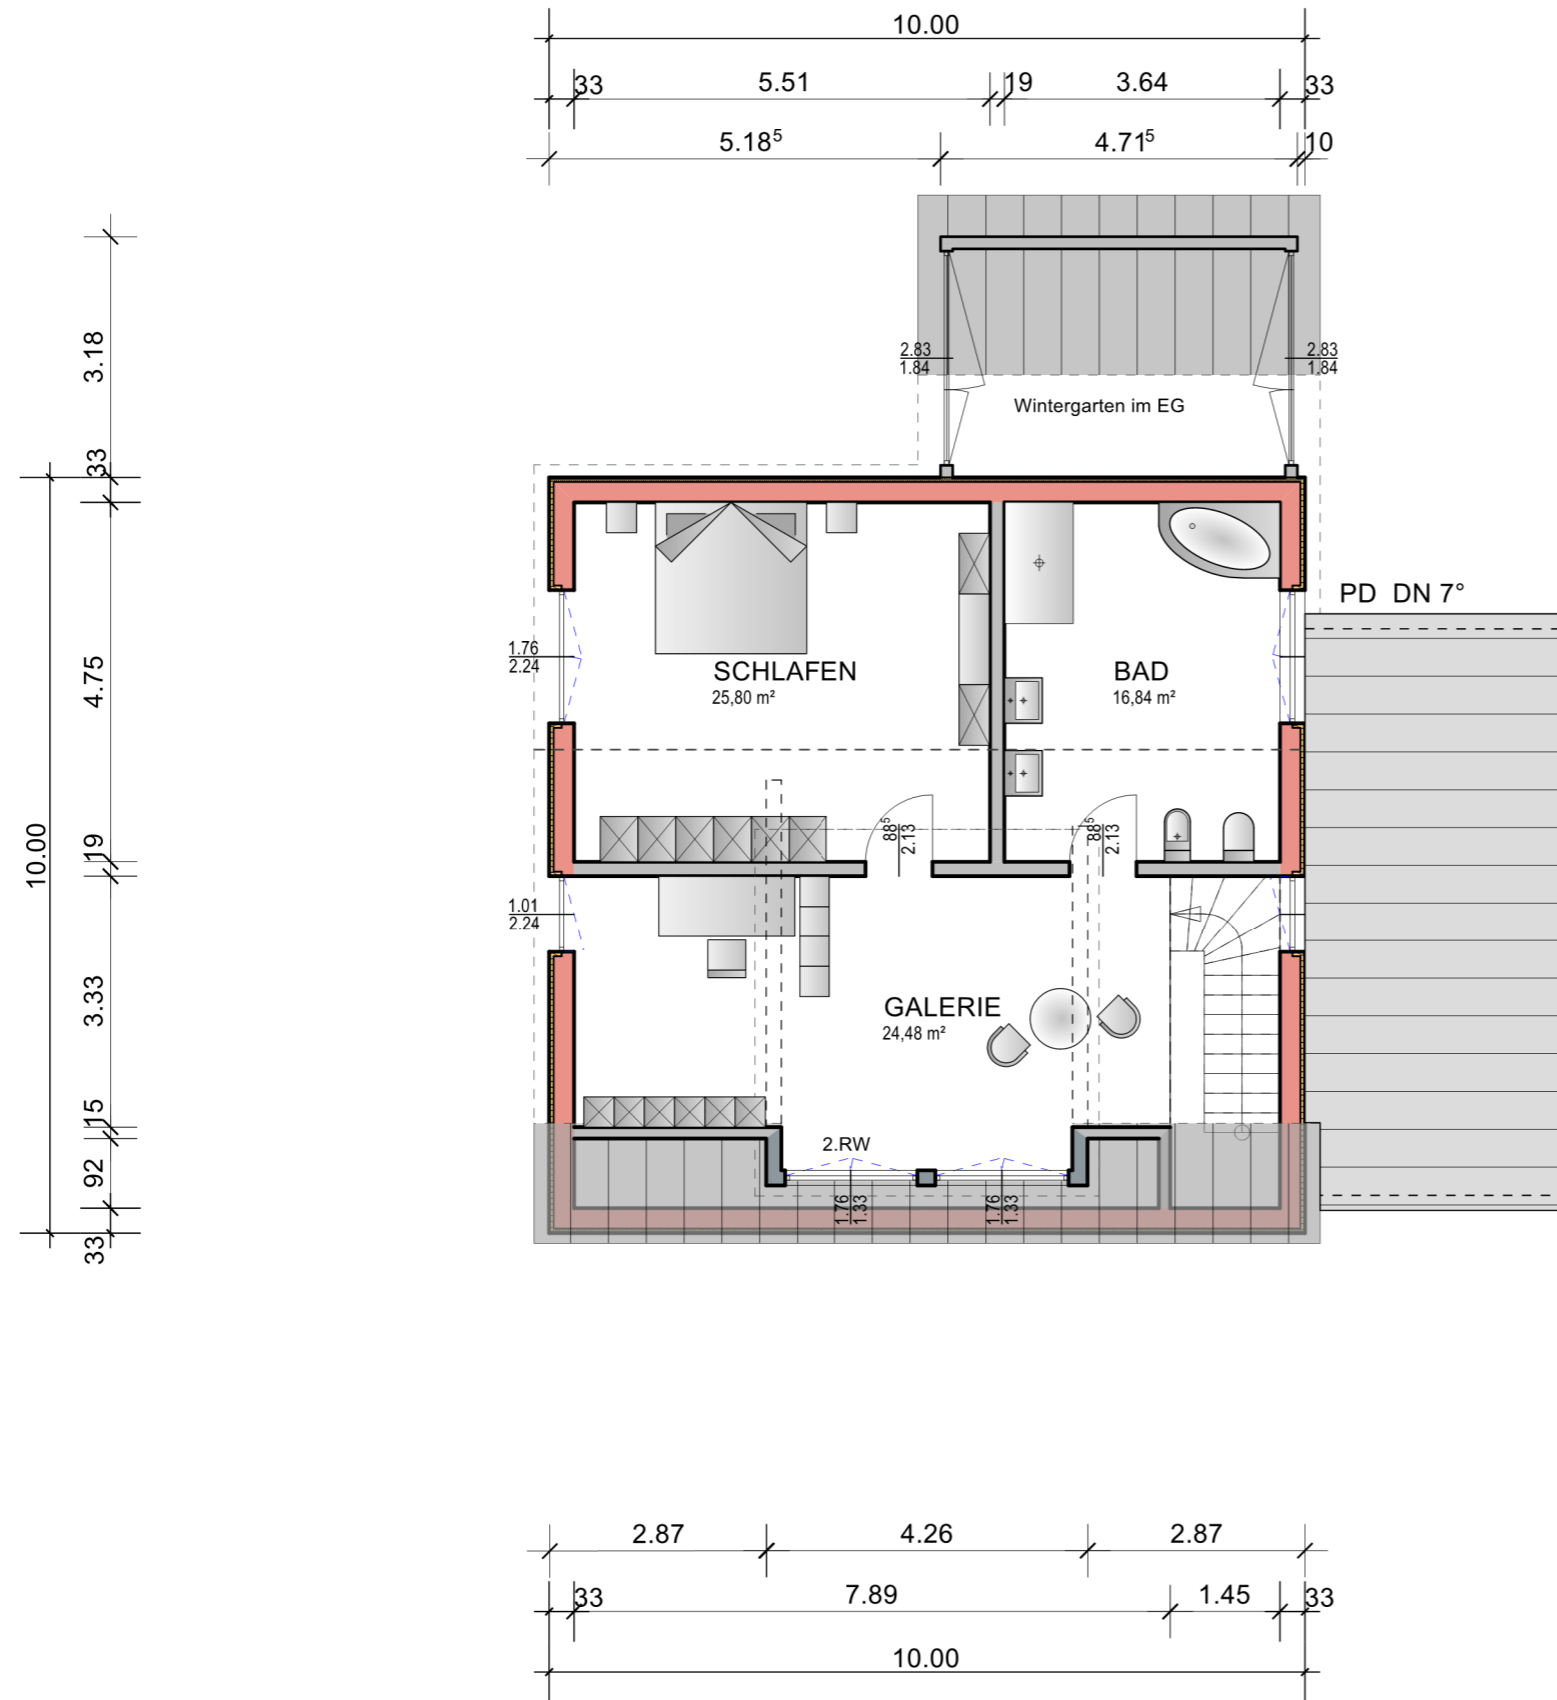 10.00
33 5.51 19 3.64 33
5.18⁵ 4.71⁵ 10
3.18
2.83
1.84
2.83
1.84
Wintergarten im EG
33
PD DN 7°
1.76
2.24
SCHLAFEN
25,80 m²
BAD
16,84 m²
4.75
10.00
19
88⁵
2.13
88⁵
2.13
1.01
2.24
3.33
GALERIE
24,48 m²
15
2.RW
92
1.76
1.33
1.76
1.33
33
2.87 4.26 2.87
33 7.89 1.45 33
10.00